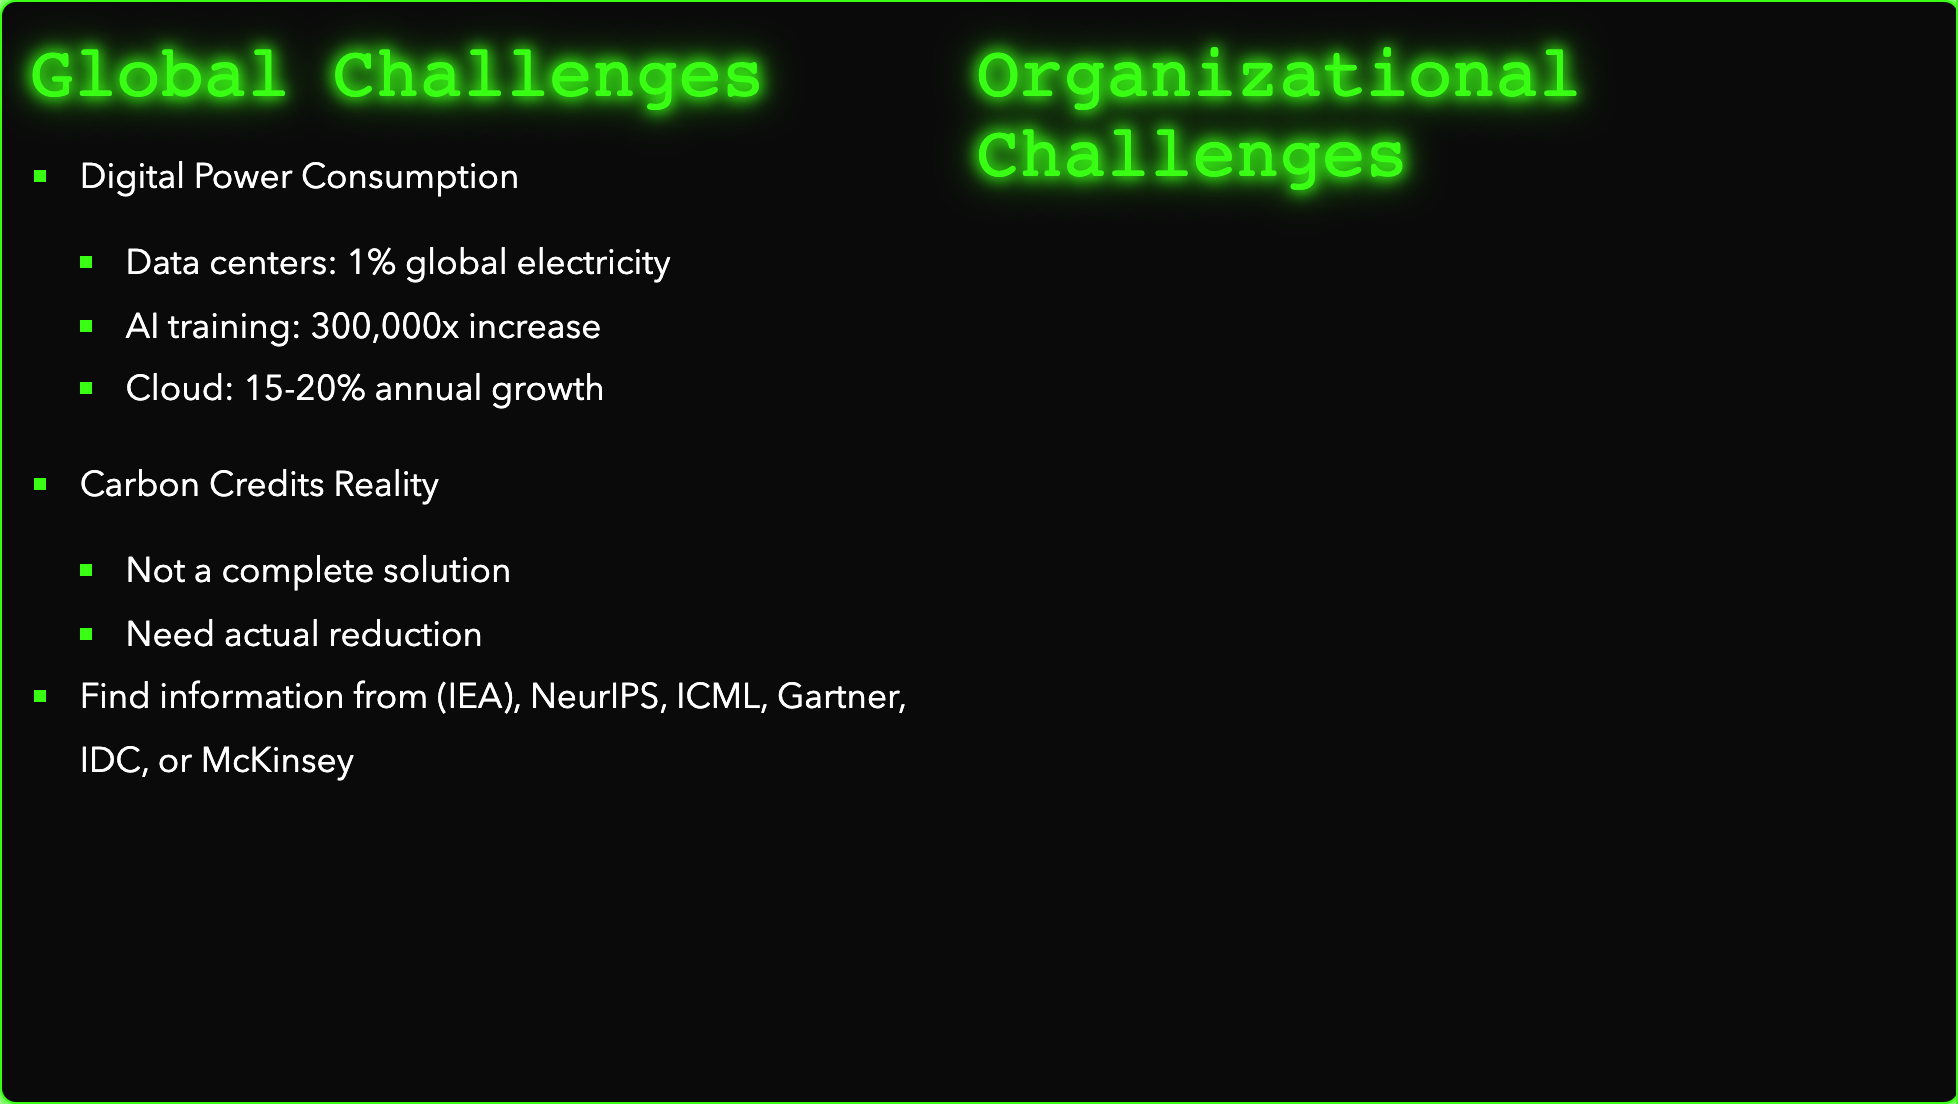 Global Challenges
Digital Power Consumption
Data centers: 1% global electricity
AI training: 300,000x increase
Cloud: 15-20% annual growth
Carbon Credits Reality
Not a complete solution
Need actual reduction
Find information from (IEA), NeurIPS, ICML, Gartner,
IDC, or McKinsey
Organizational
Challenges